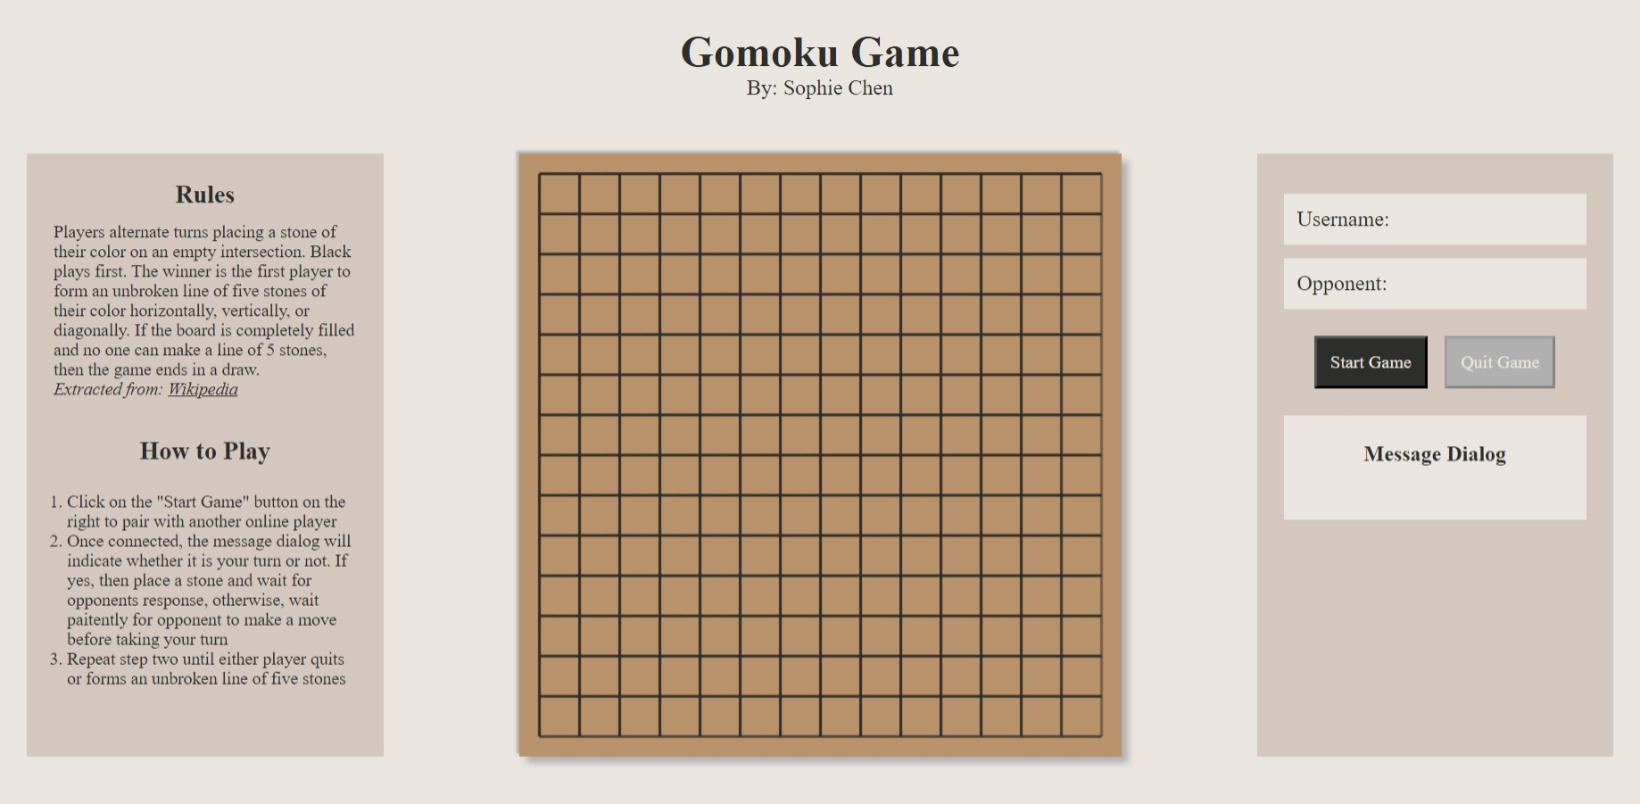 Gomoku Game
By: Sophie Chen
Rules
Players alternate turns placing a stone of
their color on an empty intersection. Black
plays first. The winner is the first player to
form an unbroken line of five stones of
their color horizontally, vertically, or
diagonally. If the board is completely filled
and no one can make a line of 5 stones,
then the game ends in a draw.
Extracted from: Wikipedia
How to Play
1. Click on the "Start Game" button on the
right to pair with another online player
2. Once connected, the message dialog will
indicate whether it is your turn or not. If
yes, then place a stone and wait for
opponents response, otherwise, wait
paitently for opponent to make a move
before taking your turn
3. Repeat step two until either player quits
or forms an unbroken line of five stones
Username:
Opponent:
Start Game
Quit Game
Message Dialog